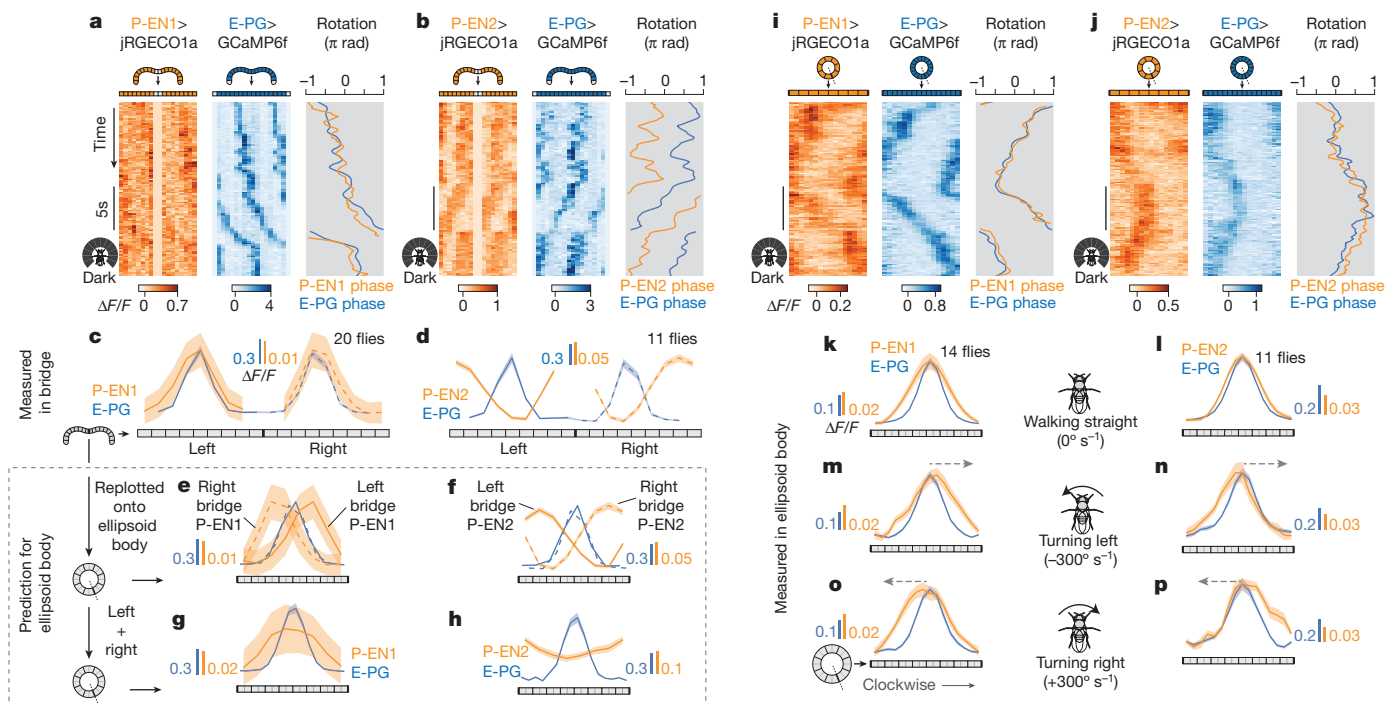 a
P-EN1>
jRGECO1a
E-PG>
GCaMP6f
Rotation
(π rad)
−1 0 1
Time
5s
Dark
ΔF/F
0 0.7
0 4
P-EN1 phase
E-PG phase
b
P-EN2>
jRGECO1a
E-PG>
GCaMP6f
Rotation
(π rad)
−1 0 1
Dark
0 1
0 3
P-EN2 phase
E-PG phase
i
P-EN1>
jRGECO1a
E-PG>
GCaMP6f
Rotation
(π rad)
−1 0 1
5s
Dark
ΔF/F
0 0.2
0 0.8
P-EN1 phase
E-PG phase
j
P-EN2>
jRGECO1a
E-PG>
GCaMP6f
Rotation
(π rad)
−1 0 1
Dark
0 0.5
0 1
P-EN2 phase
E-PG phase
Measured
in bridge
c
0.3 0.01
ΔF/F
20 flies
P-EN1
E-PG
Left
Right
d
0.3 0.05
11 flies
P-EN2
E-PG
Left
Right
Prediction for
ellipsoid body
Replotted
onto
ellipsoid
body
Left
+
right
e
Right
bridge
P-EN1
Left
bridge
P-EN1
0.3 0.01
f
Left
bridge
P-EN2
Right
bridge
P-EN2
0.3 0.05
g
0.3 0.02
P-EN1
E-PG
h
P-EN2
E-PG
0.3 0.1
Measured in ellipsoid body
k
P-EN1
E-PG
14 flies
0.1 0.02
ΔF/F
Walking straight
(0° s⁻¹)
l
P-EN2
E-PG
11 flies
0.2 0.03
m
0.1 0.02
Turning left
(−300° s⁻¹)
n
0.2 0.03
o
0.1 0.02
Clockwise
Turning right
(+300° s⁻¹)
p
0.2 0.03